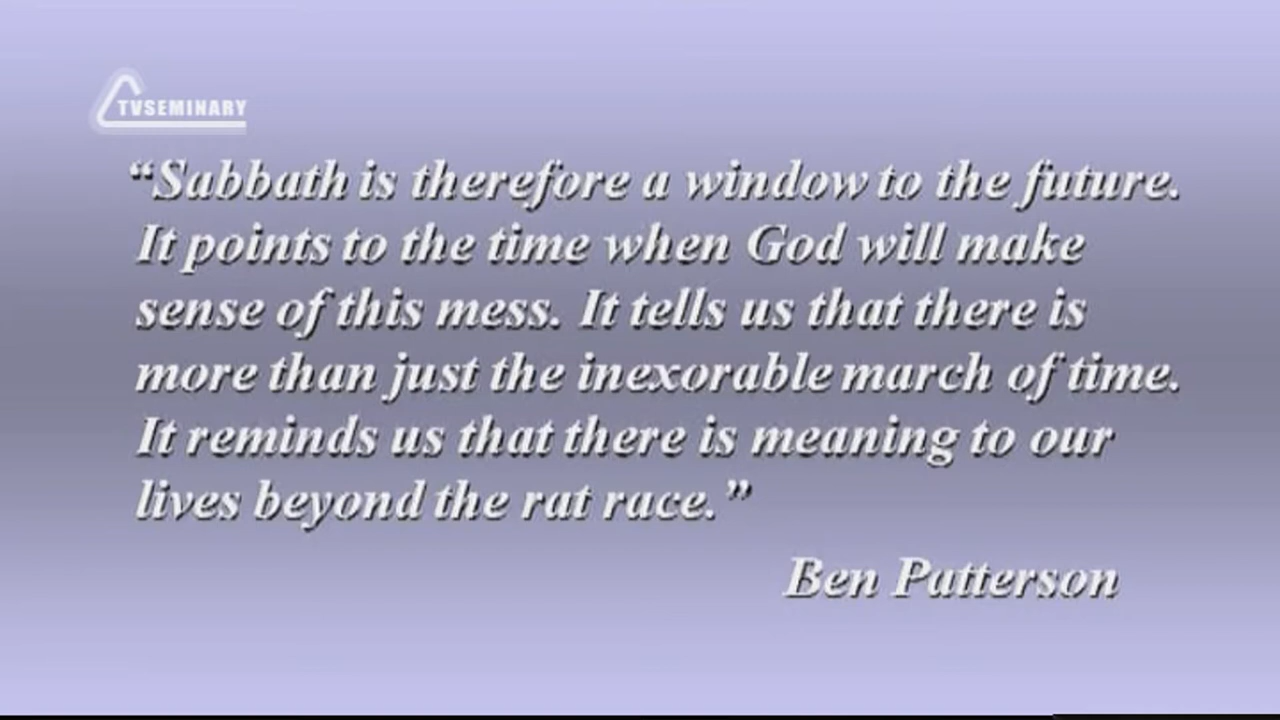 TVSEMINARY
“Sabbath is therefore a window to the future.
It points to the time when God will make
sense of this mess. It tells us that there is
more than just the inexorable march of time.
It reminds us that there is meaning to our
lives beyond the rat race.”
Ben Patterson